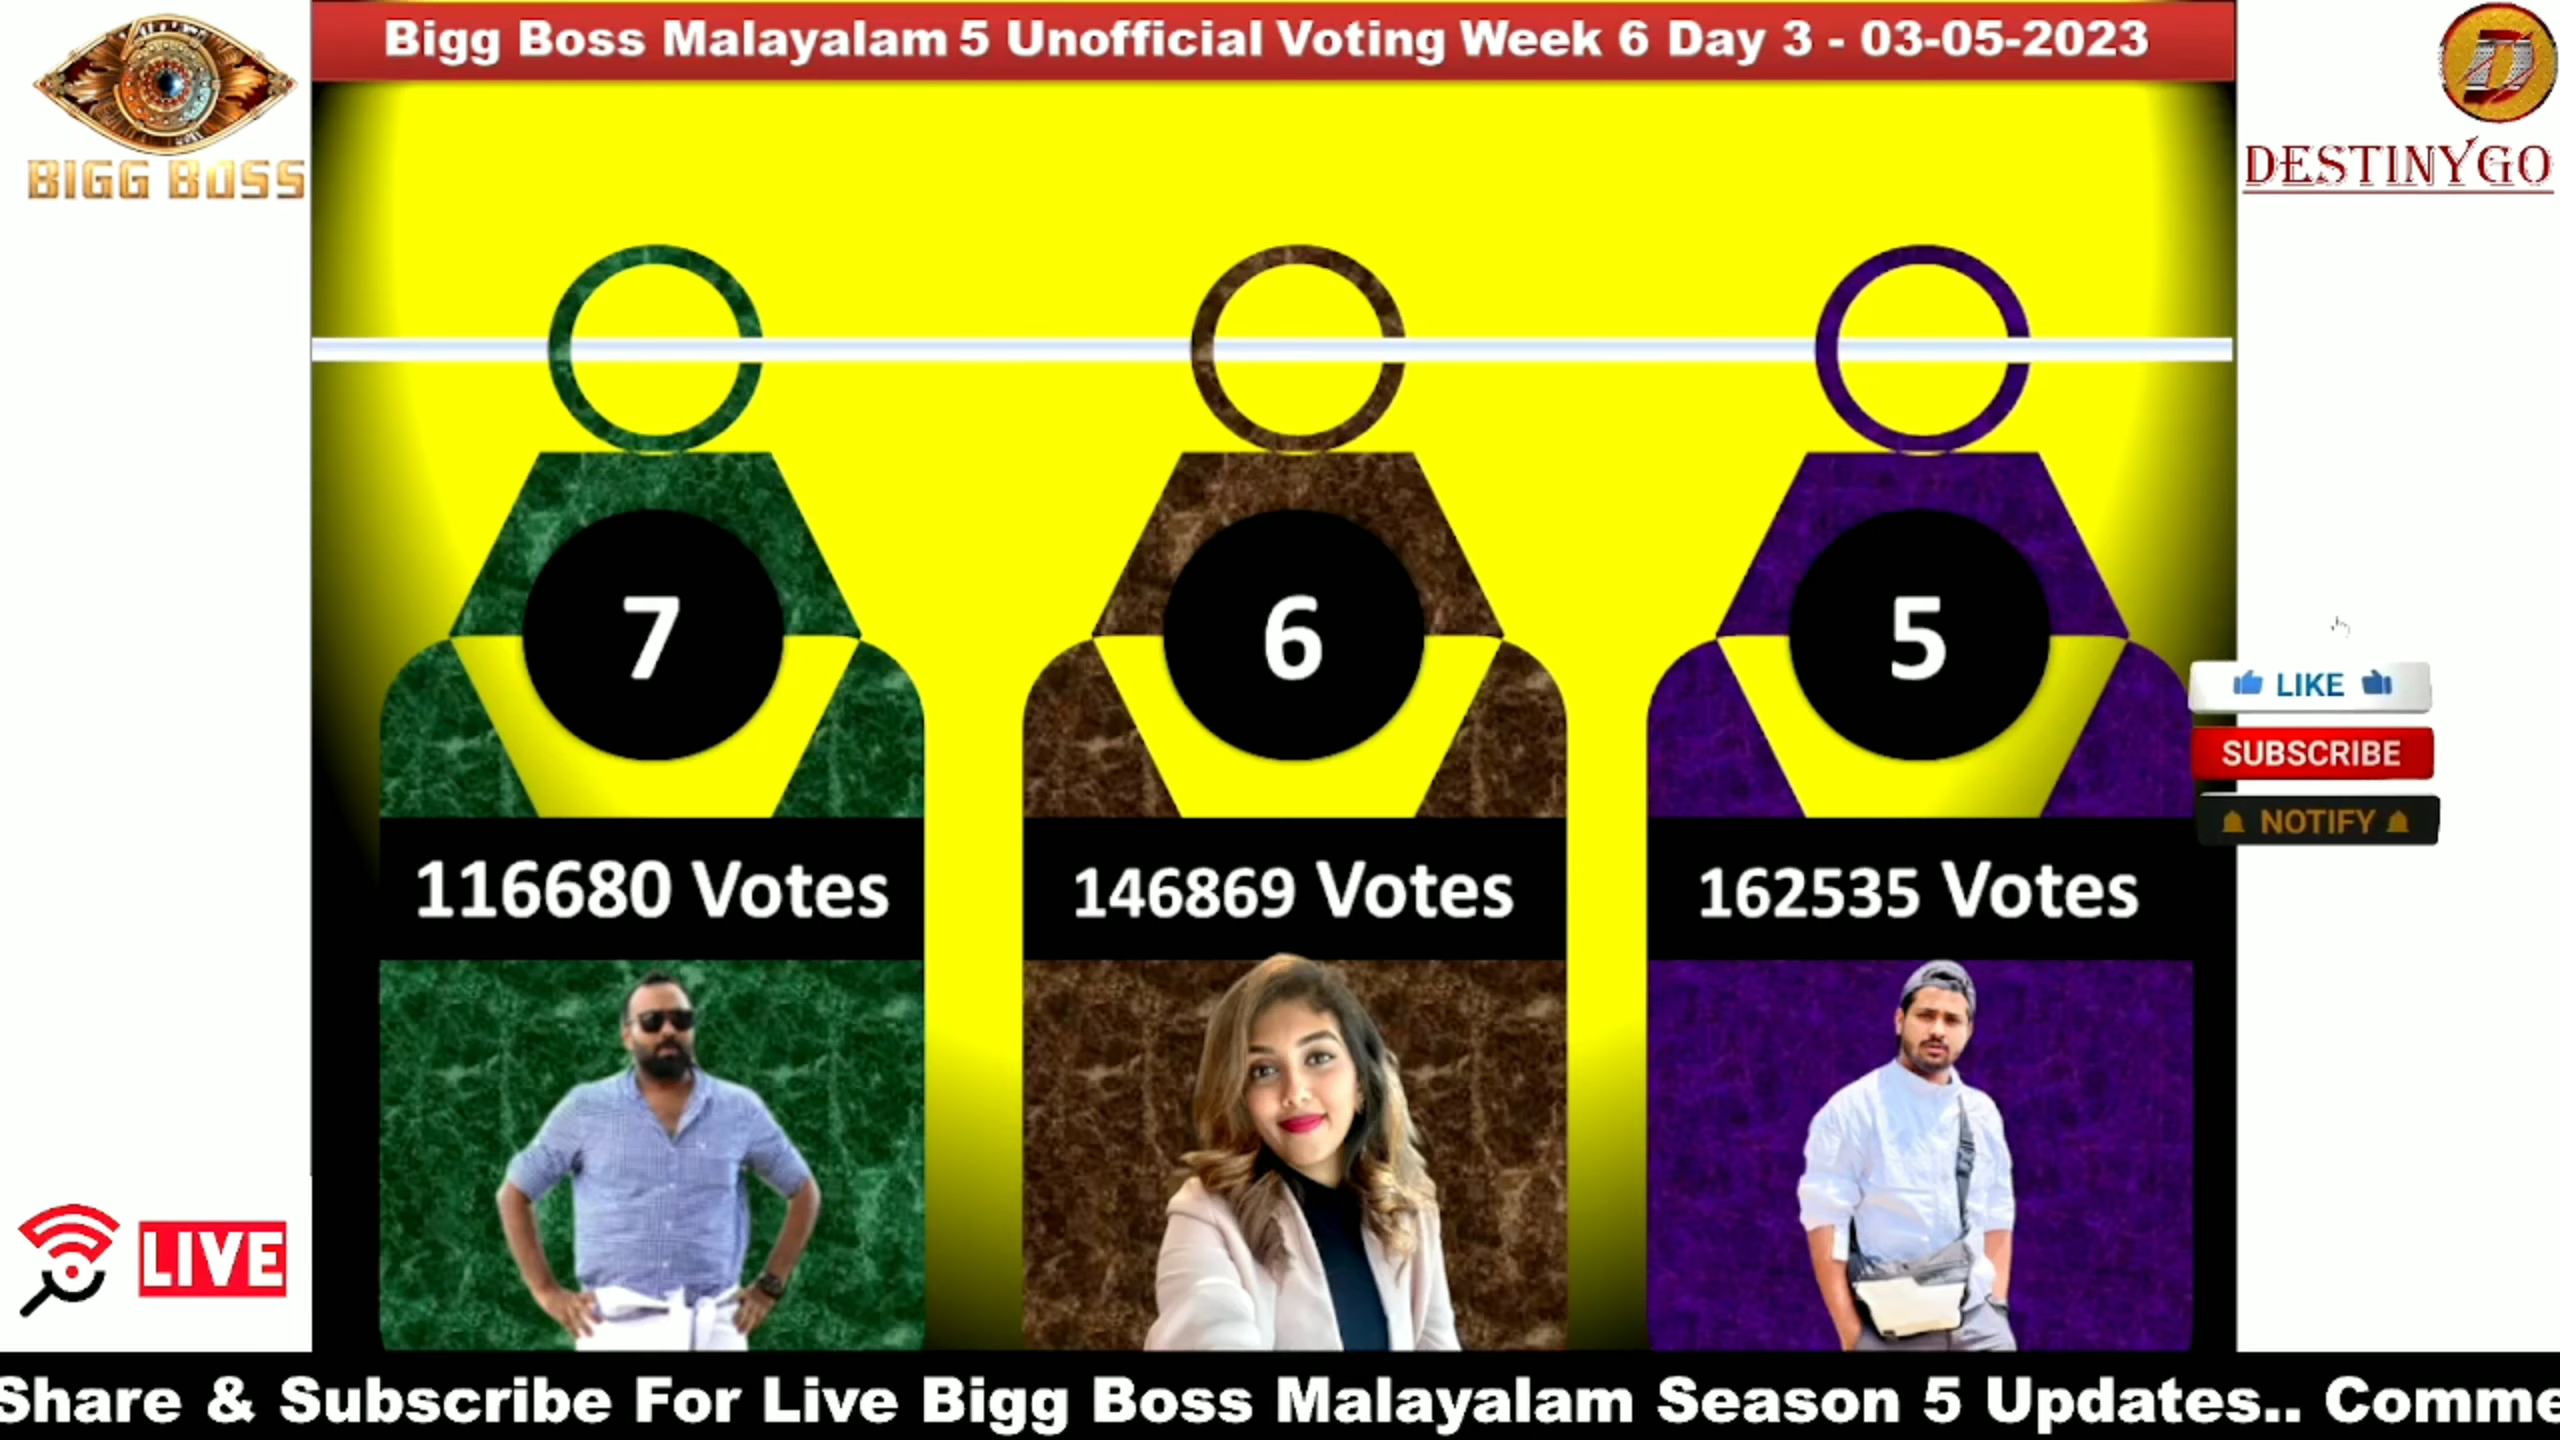 Bigg Boss Malayalam 5 Unofficial Voting Week 6 Day 3 - 03-05-2023
BIGG BOSS
D
DESTINYGO
7
6
5
LIKE
SUBSCRIBE
NOTIFY
116680 Votes
146869 Votes
162535 Votes
LIVE
Share & Subscribe For Live Bigg Boss Malayalam Season 5 Updates.. Comme